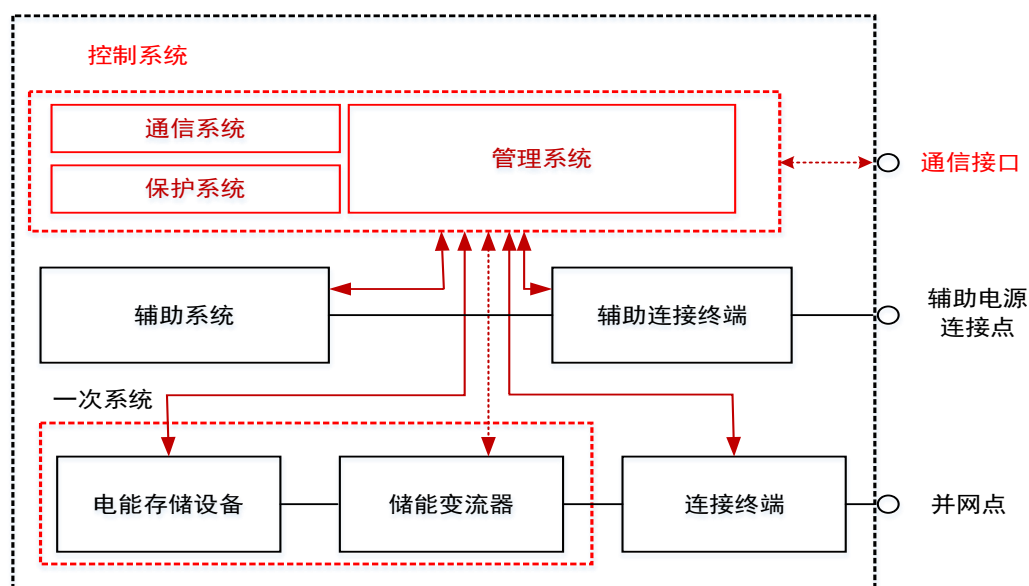 控制系统
通信系统
保护系统
管理系统
通信接口
辅助系统
辅助连接终端
辅助电源
连接点
一次系统
电能存储设备
储能变流器
连接终端
并网点